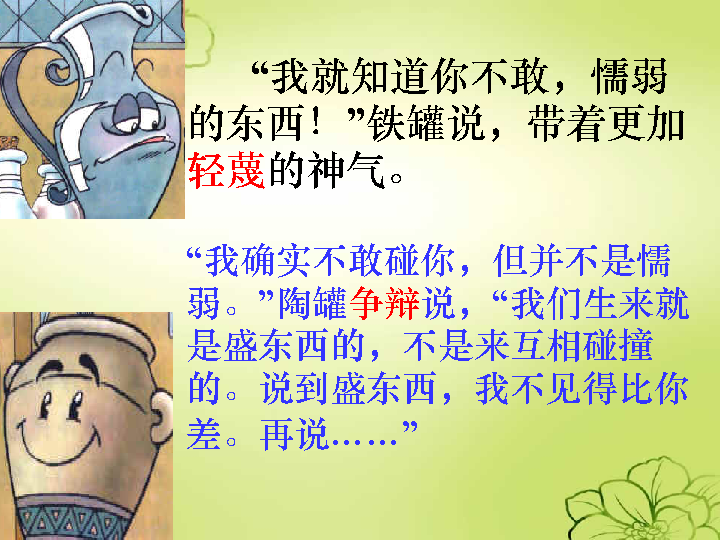 “我就知道你不敢，懦弱
的东西！”铁罐说，带着更加
轻蔑的神气。
“我确实不敢碰你，但并不是懦
弱。”陶罐争辩说，“我们生来就
是盛东西的，不是来互相碰撞
的。说到盛东西，我不见得比你
差。再说……”